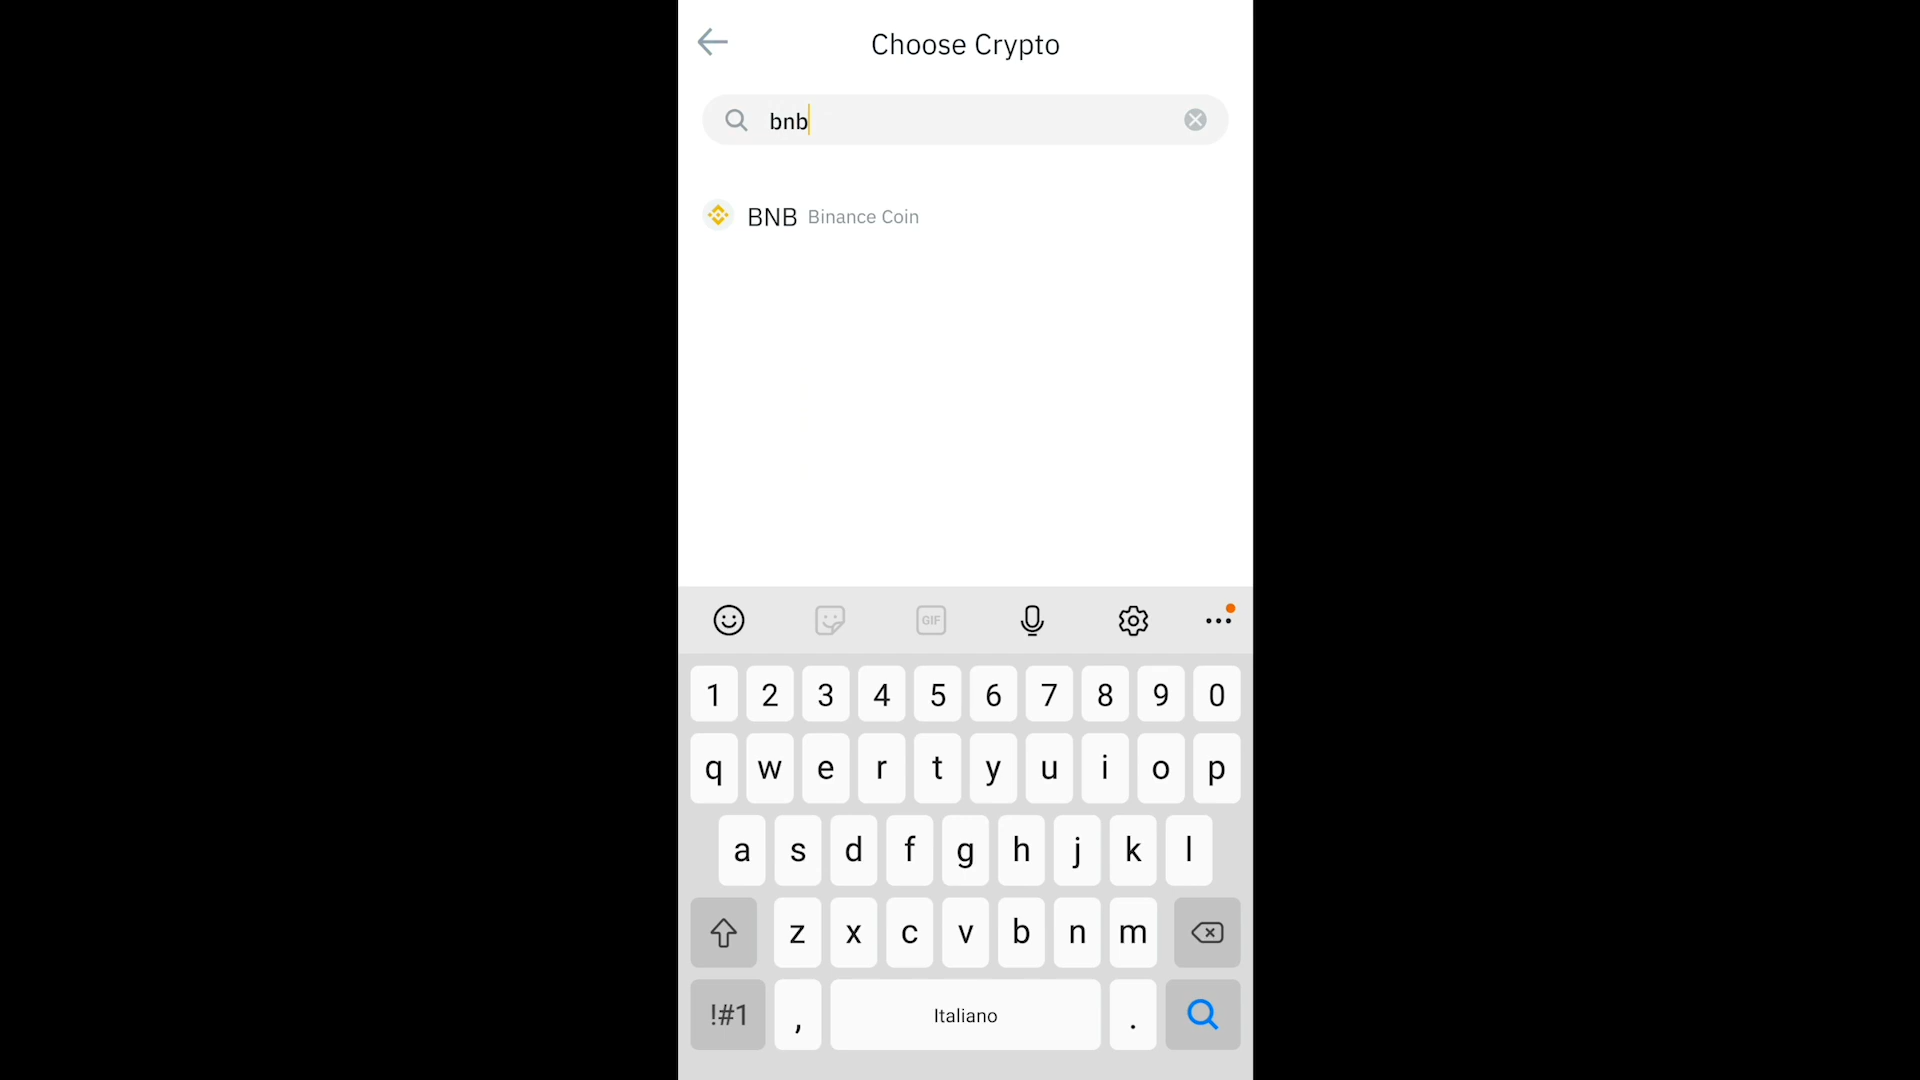 Choose Crypto
bnb
BNB Binance Coin
GIF
1 2 3 4 5 6 7 8 9 0
q w e r t y u i o p
a s d f g h j k l
z x c v b n m
!#1 , Italiano .